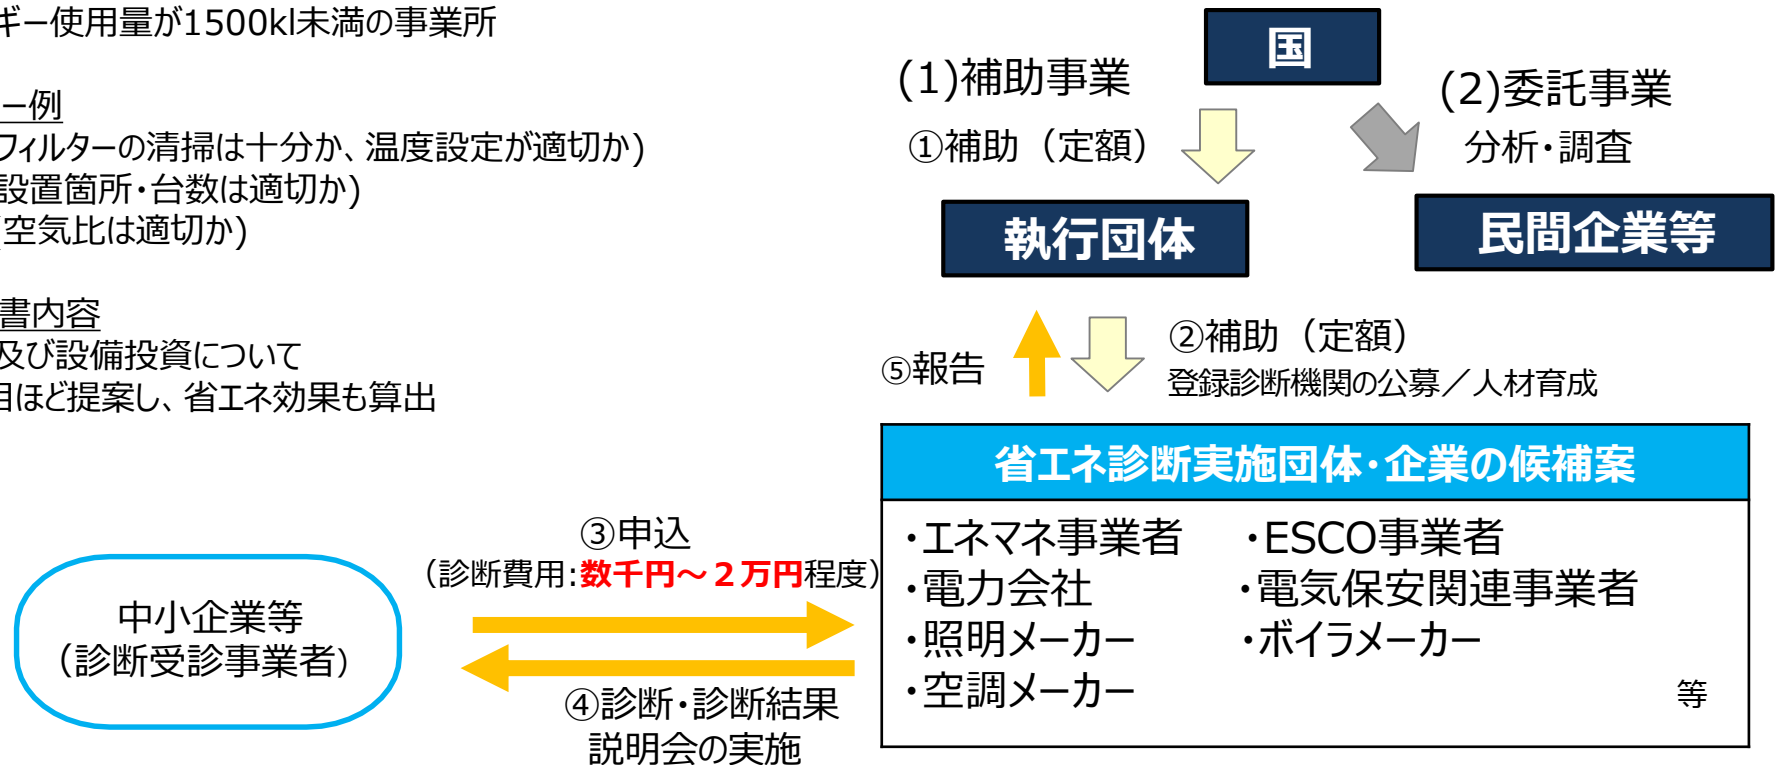 ギー使用量が1500kl未満の事業所
ー例
フィルターの清掃は十分か、温度設定が適切か)
設置箇所・台数は適切か)
空気比は適切か)
書内容
及び設備投資について
目ほど提案し、省エネ効果も算出
国
(1)補助事業
①補助（定額）
(2)委託事業
分析・調査
執行団体
民間企業等
⑤報告
②補助（定額）
登録診断機関の公募／人材育成
省エネ診断実施団体・企業の候補案
・エネマネ事業者 ・ESCO事業者
・電力会社 ・電気保安関連事業者
・照明メーカー ・ボイラメーカー
・空調メーカー
等
③申込
（診断費用:数千円～２万円程度）
中小企業等
（診断受診事業者）
④診断・診断結果
説明会の実施